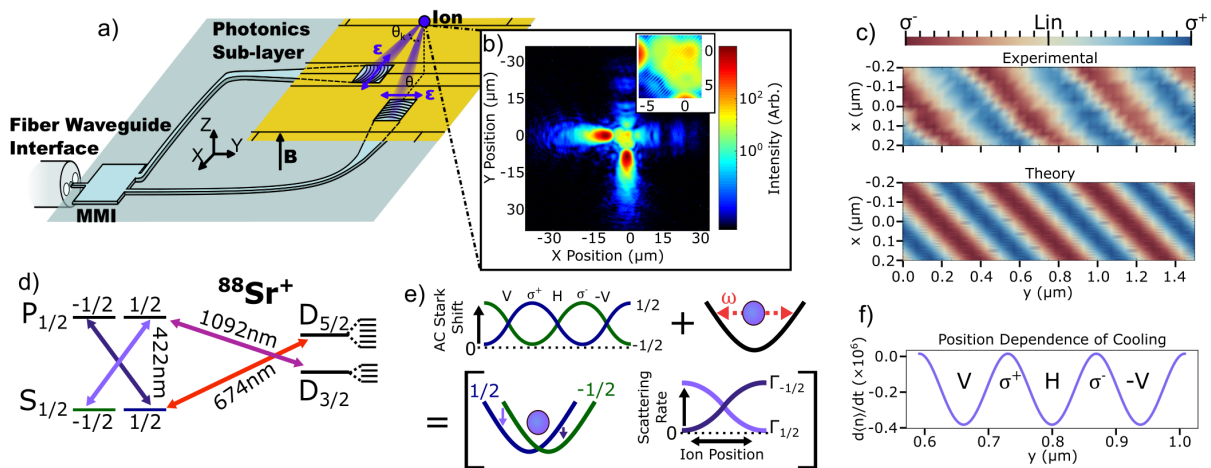 a)
Photonics
Sub-layer
Ion
θk
ε
θ
ε
Fiber Waveguide
Interface
Z
Y
X
B
MMI
b)
Y Position (µm)
-30
-15
0
15
30
-30
-15
0
15
30
X Position (µm)
0
5
-5
0
10²
10⁰
Intensity (Arb.)
c)
σ⁻
Lin
σ⁺
Experimental
x (µm)
-0.2
0.0
0.1
0.2
Theory
x (µm)
-0.2
0.0
0.2
0.0
0.2
0.4
0.6
0.8
1.0
1.2
1.4
y (µm)
d)
⁸⁸Sr⁺
P1/2
-1/2
1/2
1092nm
D5/2
422nm
674nm
D3/2
S1/2
-1/2
1/2
e)
AC Stark
Shift
0
V
σ⁺
H
σ⁻
-V
1/2
-1/2
+
ω
=
1/2
-1/2
Scattering
Rate
0
Γ-1/2
Γ1/2
Ion Position
f)
Position Dependence of Cooling
d⟨n⟩/dt (×10⁶)
0.0
-0.2
-0.4
V
σ⁺
H
σ⁻
-V
0.6
0.7
0.8
0.9
1.0
y (µm)